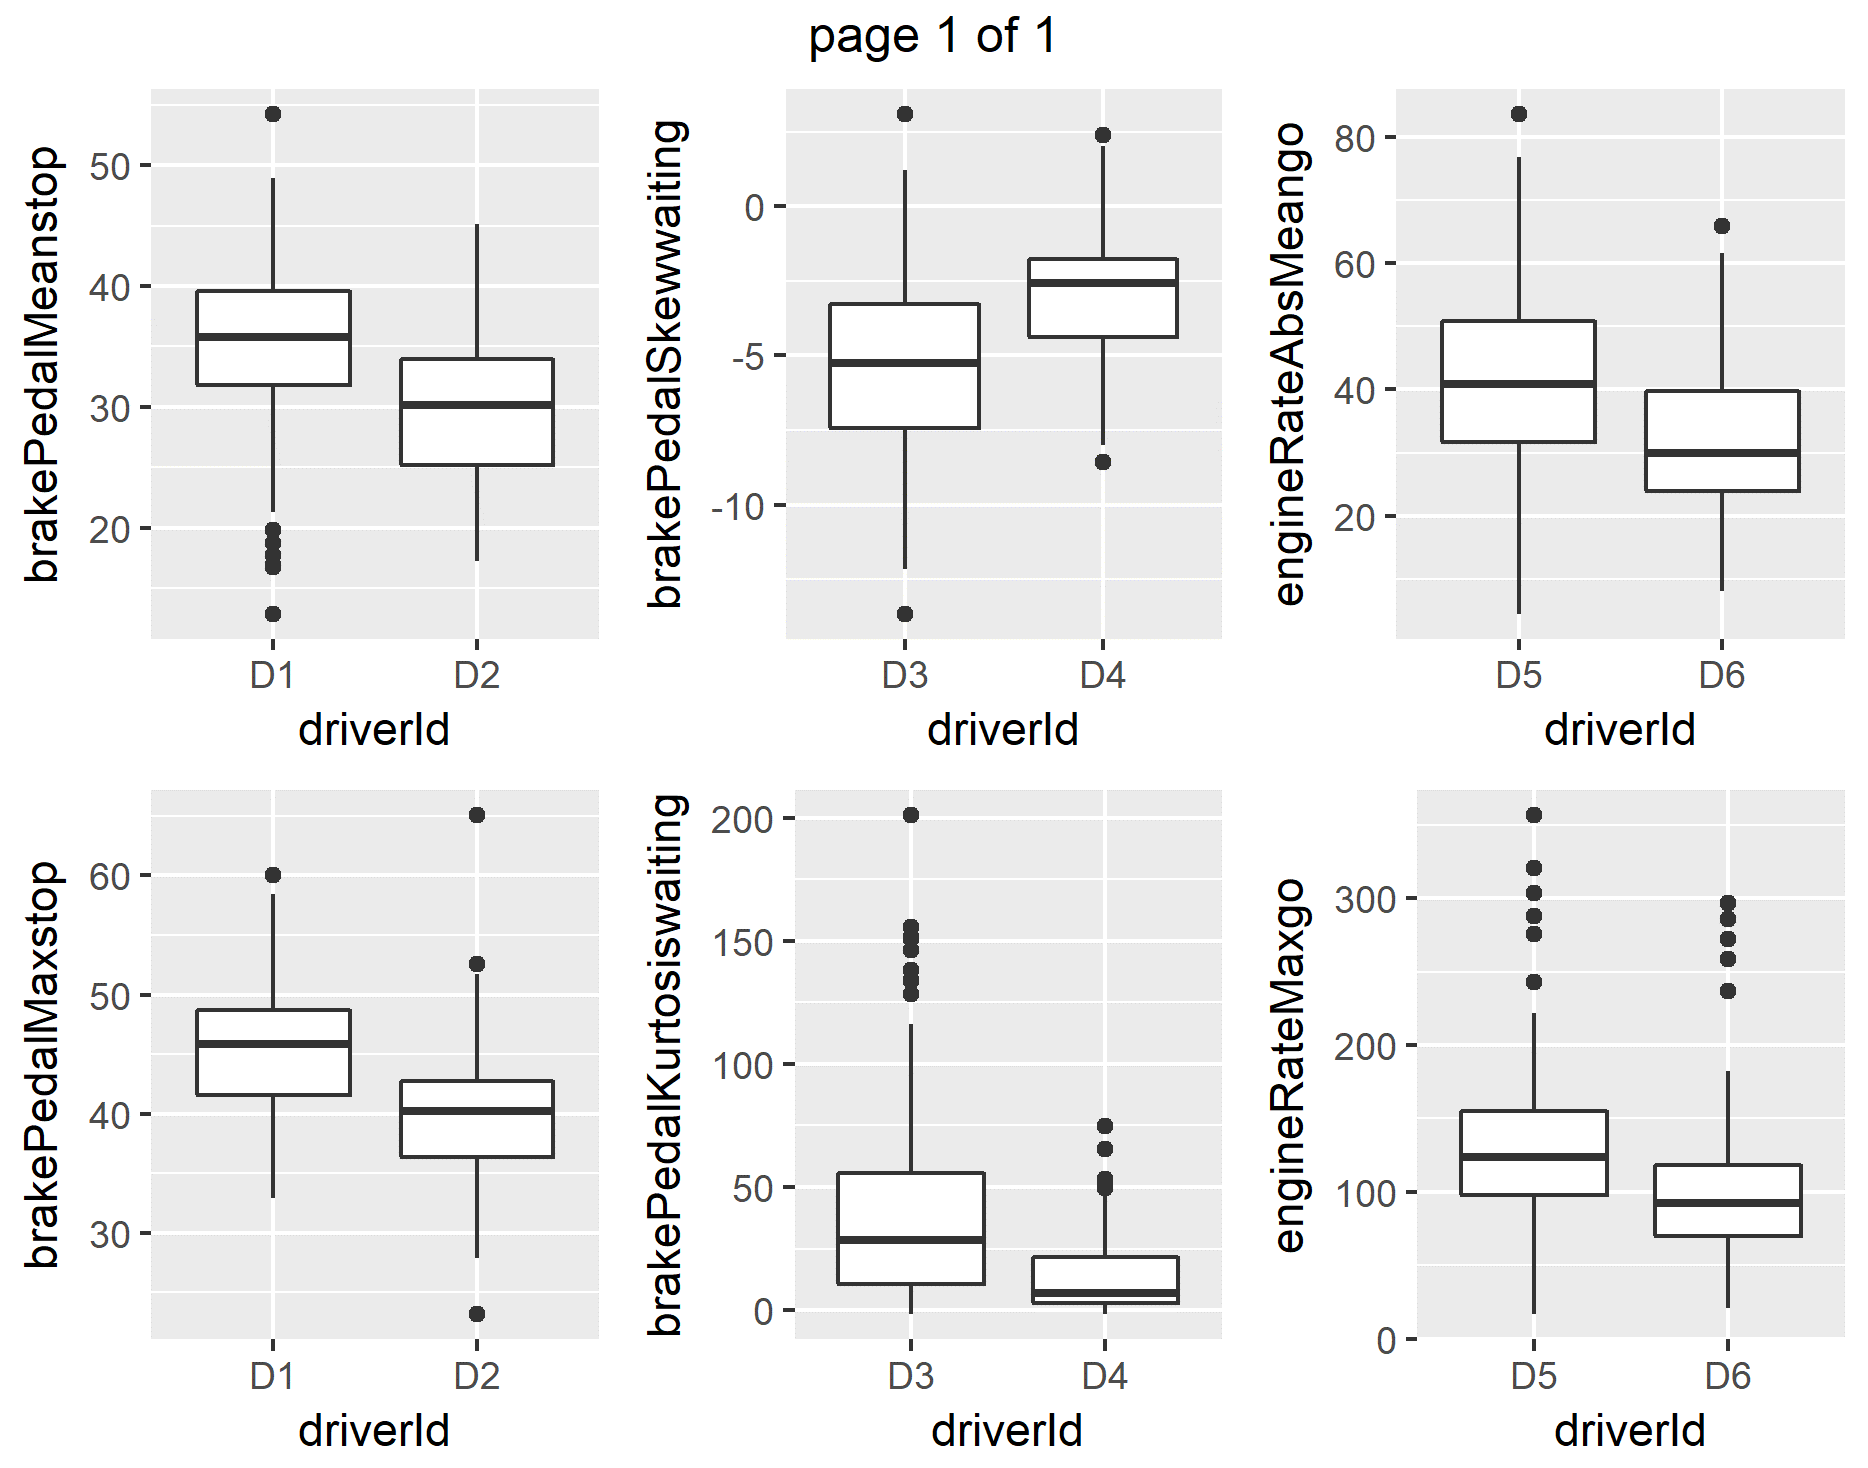 page 1 of 1
brakePedalMeanstop
50
40
30
20
D1 D2
driverId
brakePedalSkewwaiting
0
-5
-10
D3 D4
driverId
engineRateAbsMeango
80
60
40
20
D5 D6
driverId
brakePedalMaxstop
60
50
40
30
D1 D2
driverId
brakePedalKurtosiswaiting
200
150
100
50
0
D3 D4
driverId
engineRateMaxgo
300
200
100
0
D5 D6
driverId